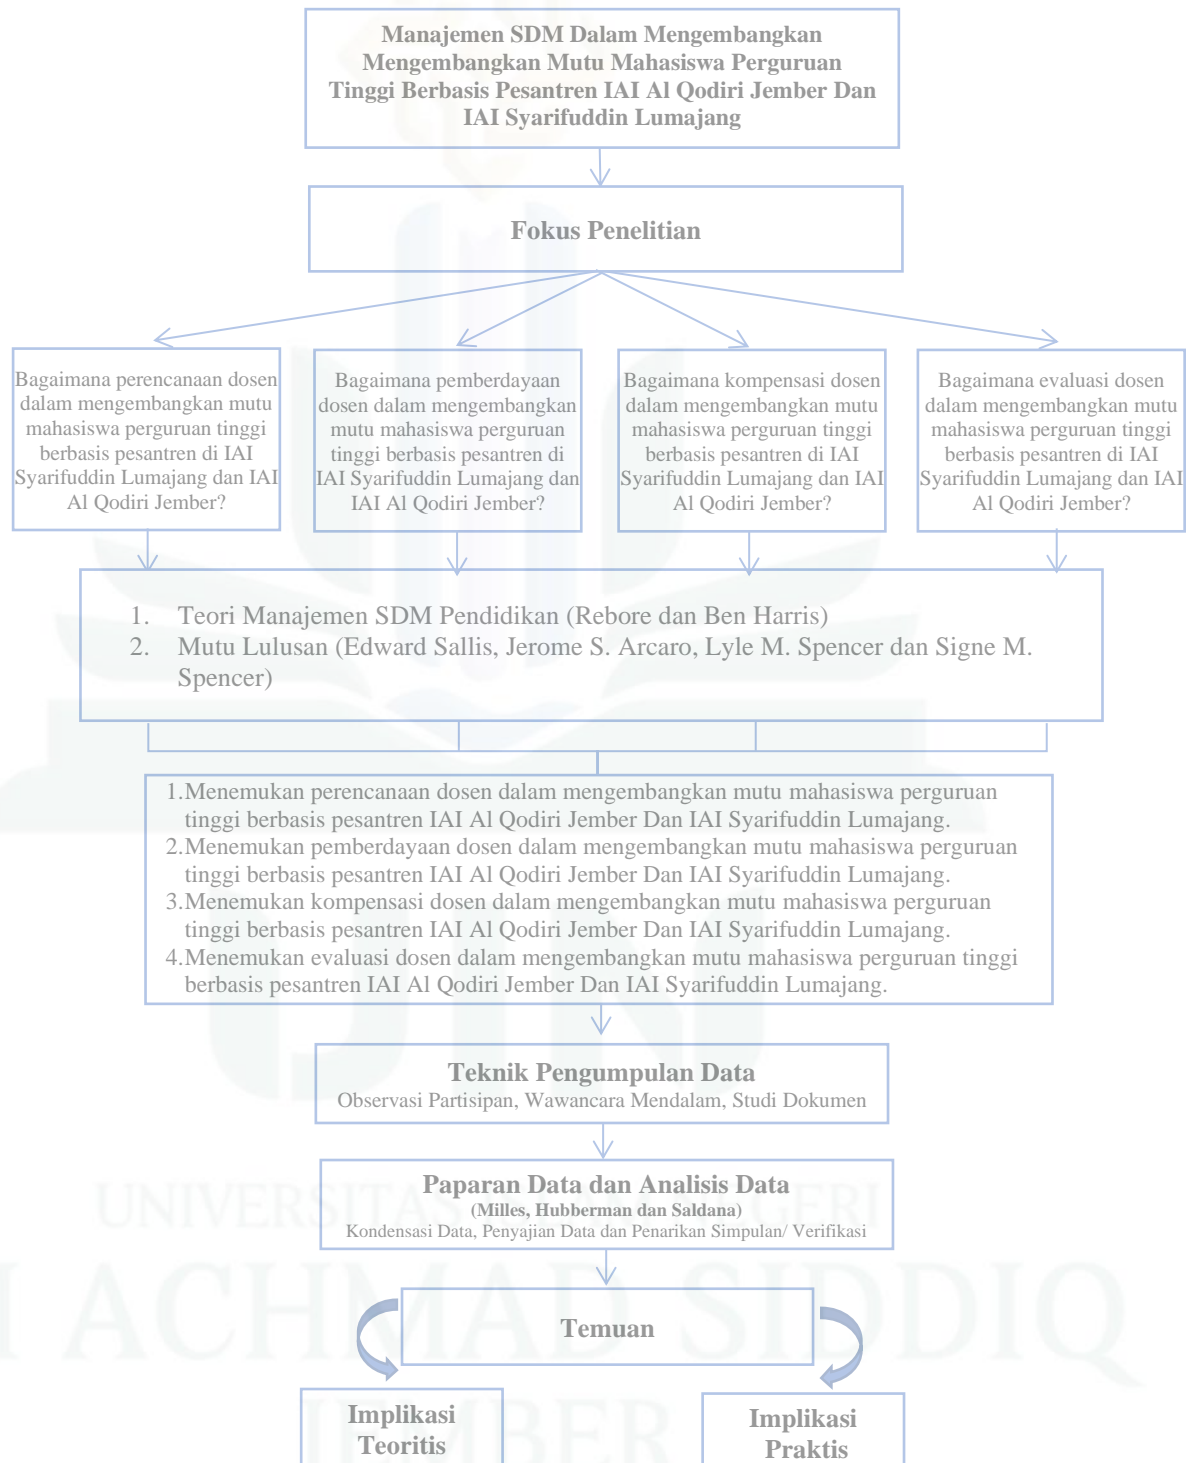 Manajemen SDM Dalam Mengembangkan
Mengembangkan Mutu Mahasiswa Perguruan
Tinggi Berbasis Pesantren IAI Al Qodiri Jember Dan
IAI Syarifuddin Lumajang
Fokus Penelitian
Bagaimana perencanaan dosen
dalam mengembangkan mutu
mahasiswa perguruan tinggi
berbasis pesantren di IAI
Syarifuddin Lumajang dan IAI
Al Qodiri Jember?
Bagaimana pemberdayaan
dosen dalam mengembangkan
mutu mahasiswa perguruan
tinggi berbasis pesantren di
IAI Syarifuddin Lumajang dan
IAI Al Qodiri Jember?
Bagaimana kompensasi dosen
dalam mengembangkan mutu
mahasiswa perguruan tinggi
berbasis pesantren di IAI
Syarifuddin Lumajang dan IAI
Al Qodiri Jember?
Bagaimana evaluasi dosen
dalam mengembangkan mutu
mahasiswa perguruan tinggi
berbasis pesantren di IAI
Syarifuddin Lumajang dan IAI
Al Qodiri Jember?
1. Teori Manajemen SDM Pendidikan (Rebore dan Ben Harris)
2. Mutu Lulusan (Edward Sallis, Jerome S. Arcaro, Lyle M. Spencer dan Signe M.
Spencer)
1.Menemukan perencanaan dosen dalam mengembangkan mutu mahasiswa perguruan
tinggi berbasis pesantren IAI Al Qodiri Jember Dan IAI Syarifuddin Lumajang.
2.Menemukan pemberdayaan dosen dalam mengembangkan mutu mahasiswa perguruan
tinggi berbasis pesantren IAI Al Qodiri Jember Dan IAI Syarifuddin Lumajang.
3.Menemukan kompensasi dosen dalam mengembangkan mutu mahasiswa perguruan
tinggi berbasis pesantren IAI Al Qodiri Jember Dan IAI Syarifuddin Lumajang.
4.Menemukan evaluasi dosen dalam mengembangkan mutu mahasiswa perguruan tinggi
berbasis pesantren IAI Al Qodiri Jember Dan IAI Syarifuddin Lumajang.
UIN
Teknik Pengumpulan Data
Observasi Partisipan, Wawancara Mendalam, Studi Dokumen
Paparan Data dan Analisis Data
(Milles, Hubberman dan Saldana)
Kondensasi Data, Penyajian Data dan Penarikan Simpulan/ Verifikasi
UNIVERSITAS ISLAM NEGERI
I ACHMAD SIDDIQ
JEMBER
Temuan
Implikasi
Teoritis
Implikasi
Praktis